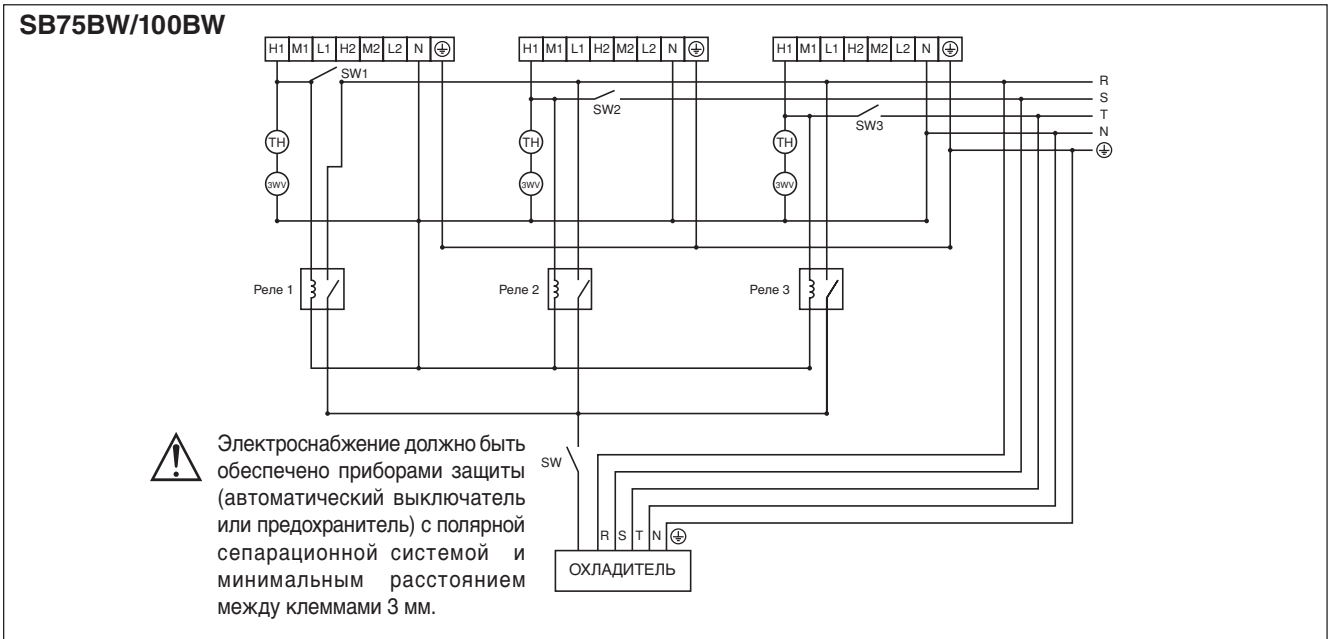 SB75BW/100BW
H1 M1 L1 H2 M2 L2 N
H1 M1 L1 H2 M2 L2 N
H1 M1 L1 H2 M2 L2 N
SW1
SW2
SW3
R
S
T
N
TH
TH
TH
3WV
3WV
3WV
Реле 1
Реле 2
Реле 3
Электроснабжение должно быть
обеспечено приборами защиты
(автоматический выключатель
или предохранитель) с полярной
сепарационной системой и
минимальным расстоянием
между клеммами 3 мм.
SW
R S T N
ОХЛАДИТЕЛЬ